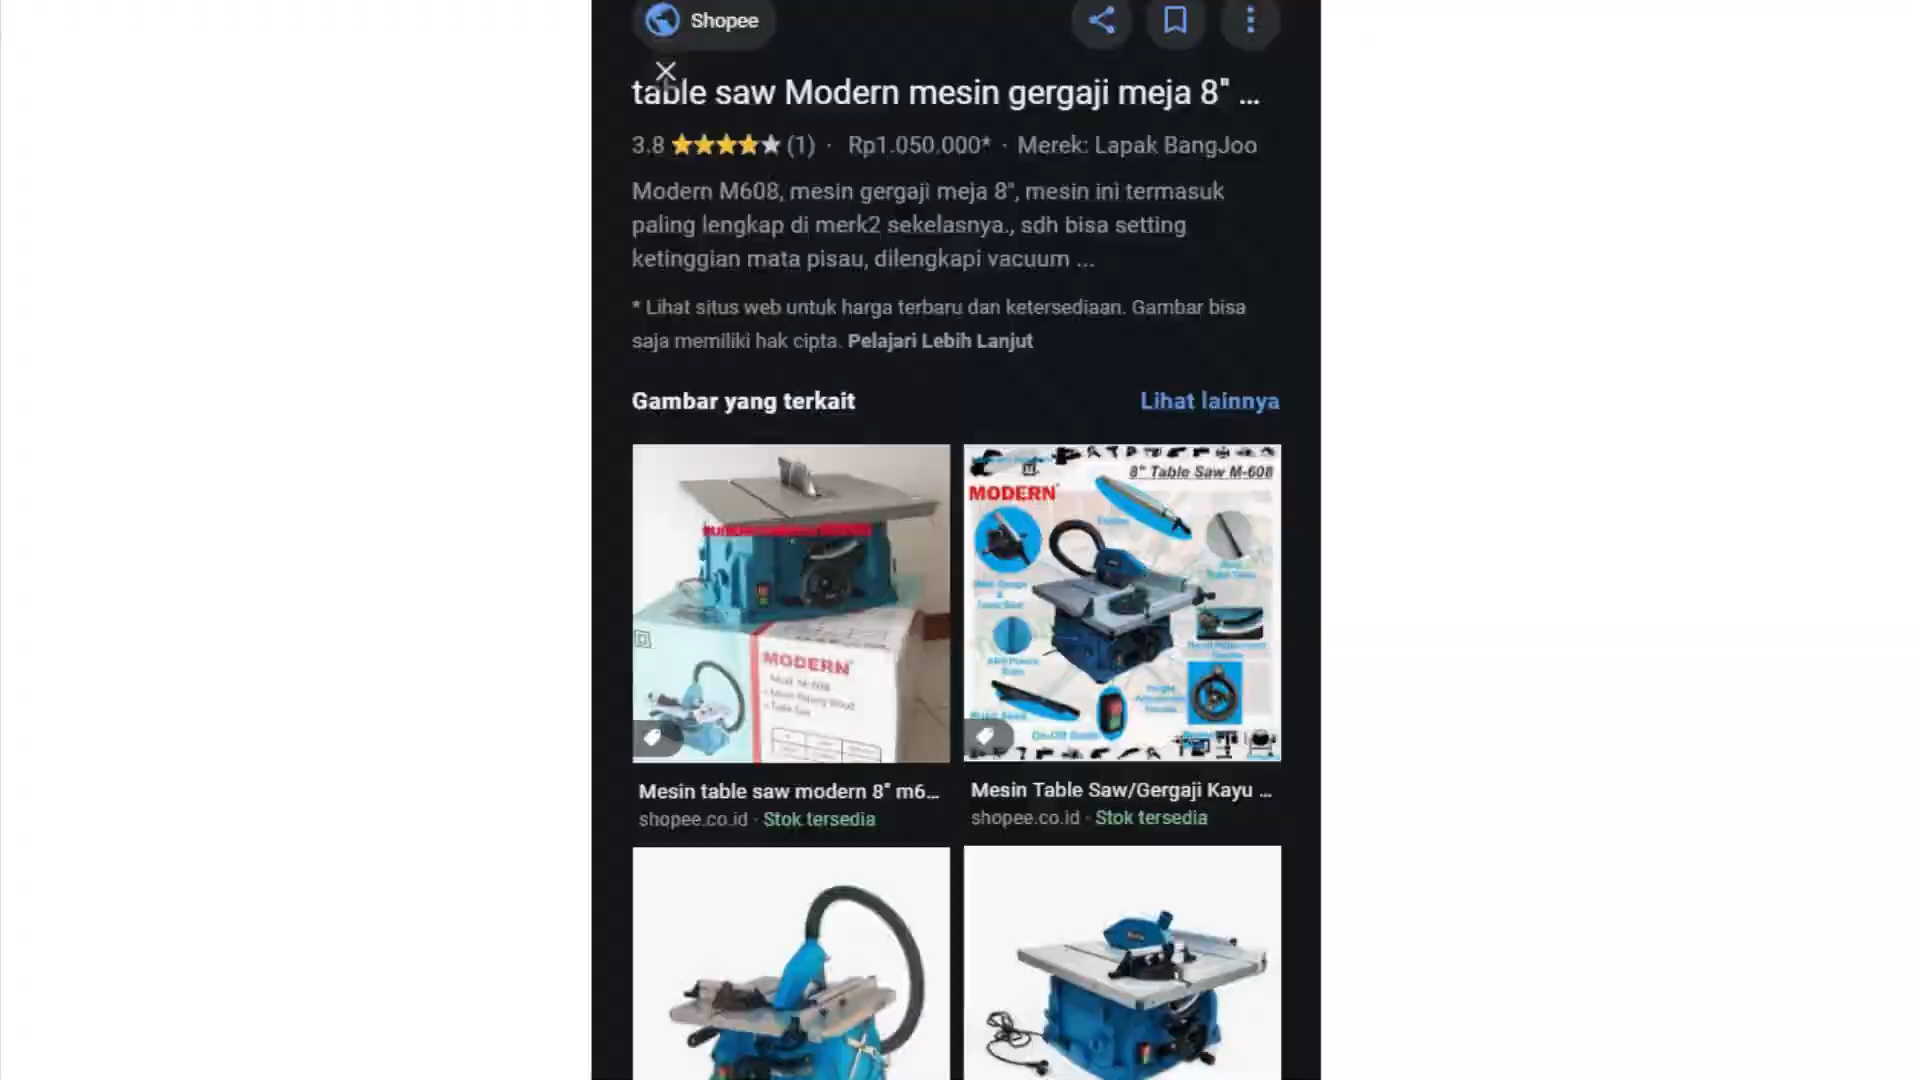 Shopee
table saw Modern mesin gergaji meja 8" ...
3.8 (1) · Rp1.050.000* · Merek: Lapak BangJoo
Modern M608, mesin gergaji meja 8", mesin ini termasuk
paling lengkap di merk2 sekelasnya., sdh bisa setting
ketinggian mata pisau, dilengkapi vacuum ...
* Lihat situs web untuk harga terbaru dan ketersediaan. Gambar bisa
saja memiliki hak cipta. Pelajari Lebih Lanjut
Gambar yang terkait
Lihat lainnya
MODERN
8" Table Saw M-608
MODERN
Mesin table saw modern 8" m6...
shopee.co.id · Stok tersedia
Mesin Table Saw/Gergaji Kayu ...
shopee.co.id · Stok tersedia